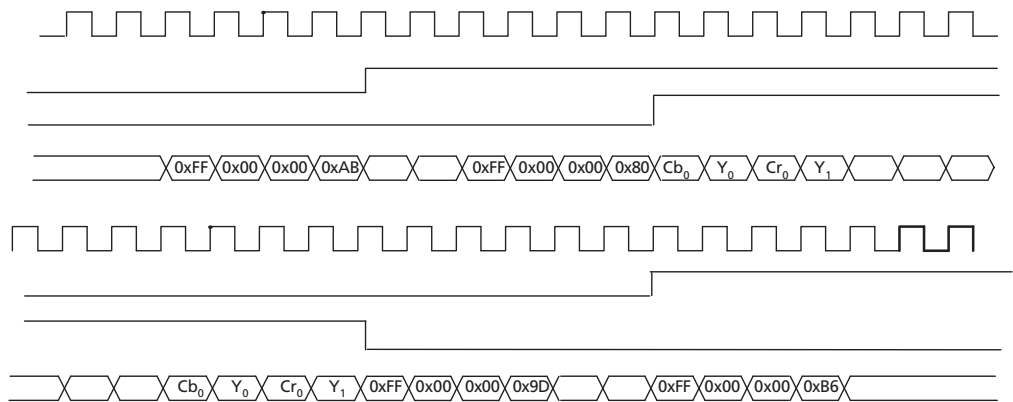 0xFF 0x00 0x00 0xAB 0xFF 0x00 0x00 0x80 Cb₀ Y₀ Cr₀ Y₁
Cb₀ Y₀ Cr₀ Y₁ 0xFF 0x00 0x00 0x9D 0xFF 0x00 0x00 0xB6